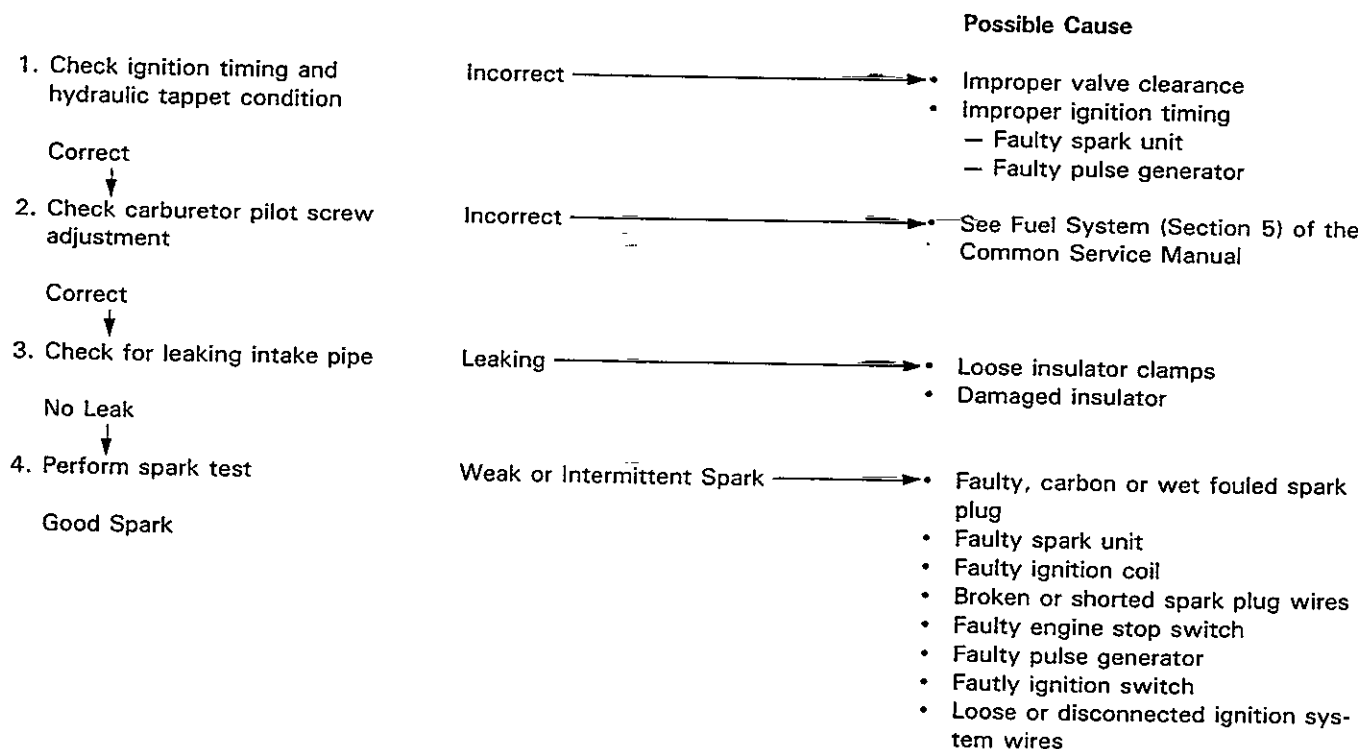 Possible Cause
1. Check ignition timing and
hydraulic tappet condition
Incorrect
• Improper valve clearance
• Improper ignition timing
— Faulty spark unit
— Faulty pulse generator
Correct
2. Check carburetor pilot screw
adjustment
Incorrect
• See Fuel System (Section 5) of the
Common Service Manual
Correct
3. Check for leaking intake pipe
Leaking
• Loose insulator clamps
• Damaged insulator
No Leak
4. Perform spark test
Weak or Intermittent Spark
• Faulty, carbon or wet fouled spark
plug
• Faulty spark unit
• Faulty ignition coil
• Broken or shorted spark plug wires
• Faulty engine stop switch
• Faulty pulse generator
• Fautly ignition switch
• Loose or disconnected ignition sys-
tem wires
Good Spark